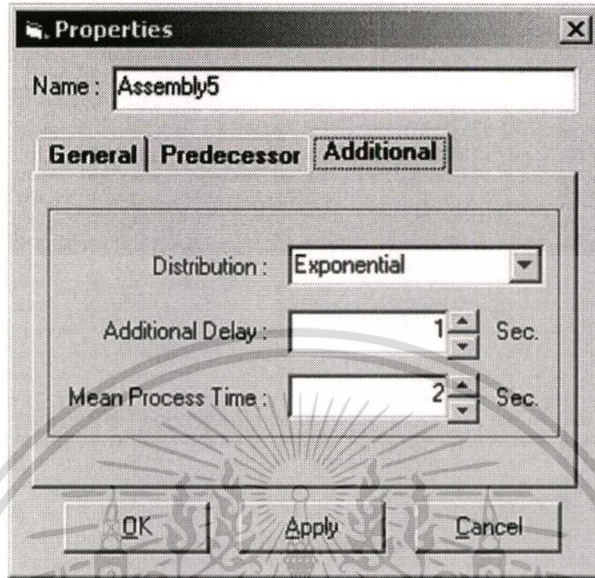 Properties
Name : Assembly5
General Predecessor Additional
Distribution : Exponential
Additional Delay : 1 Sec.
Mean Process Time : 2 Sec.
OK Apply Cancel